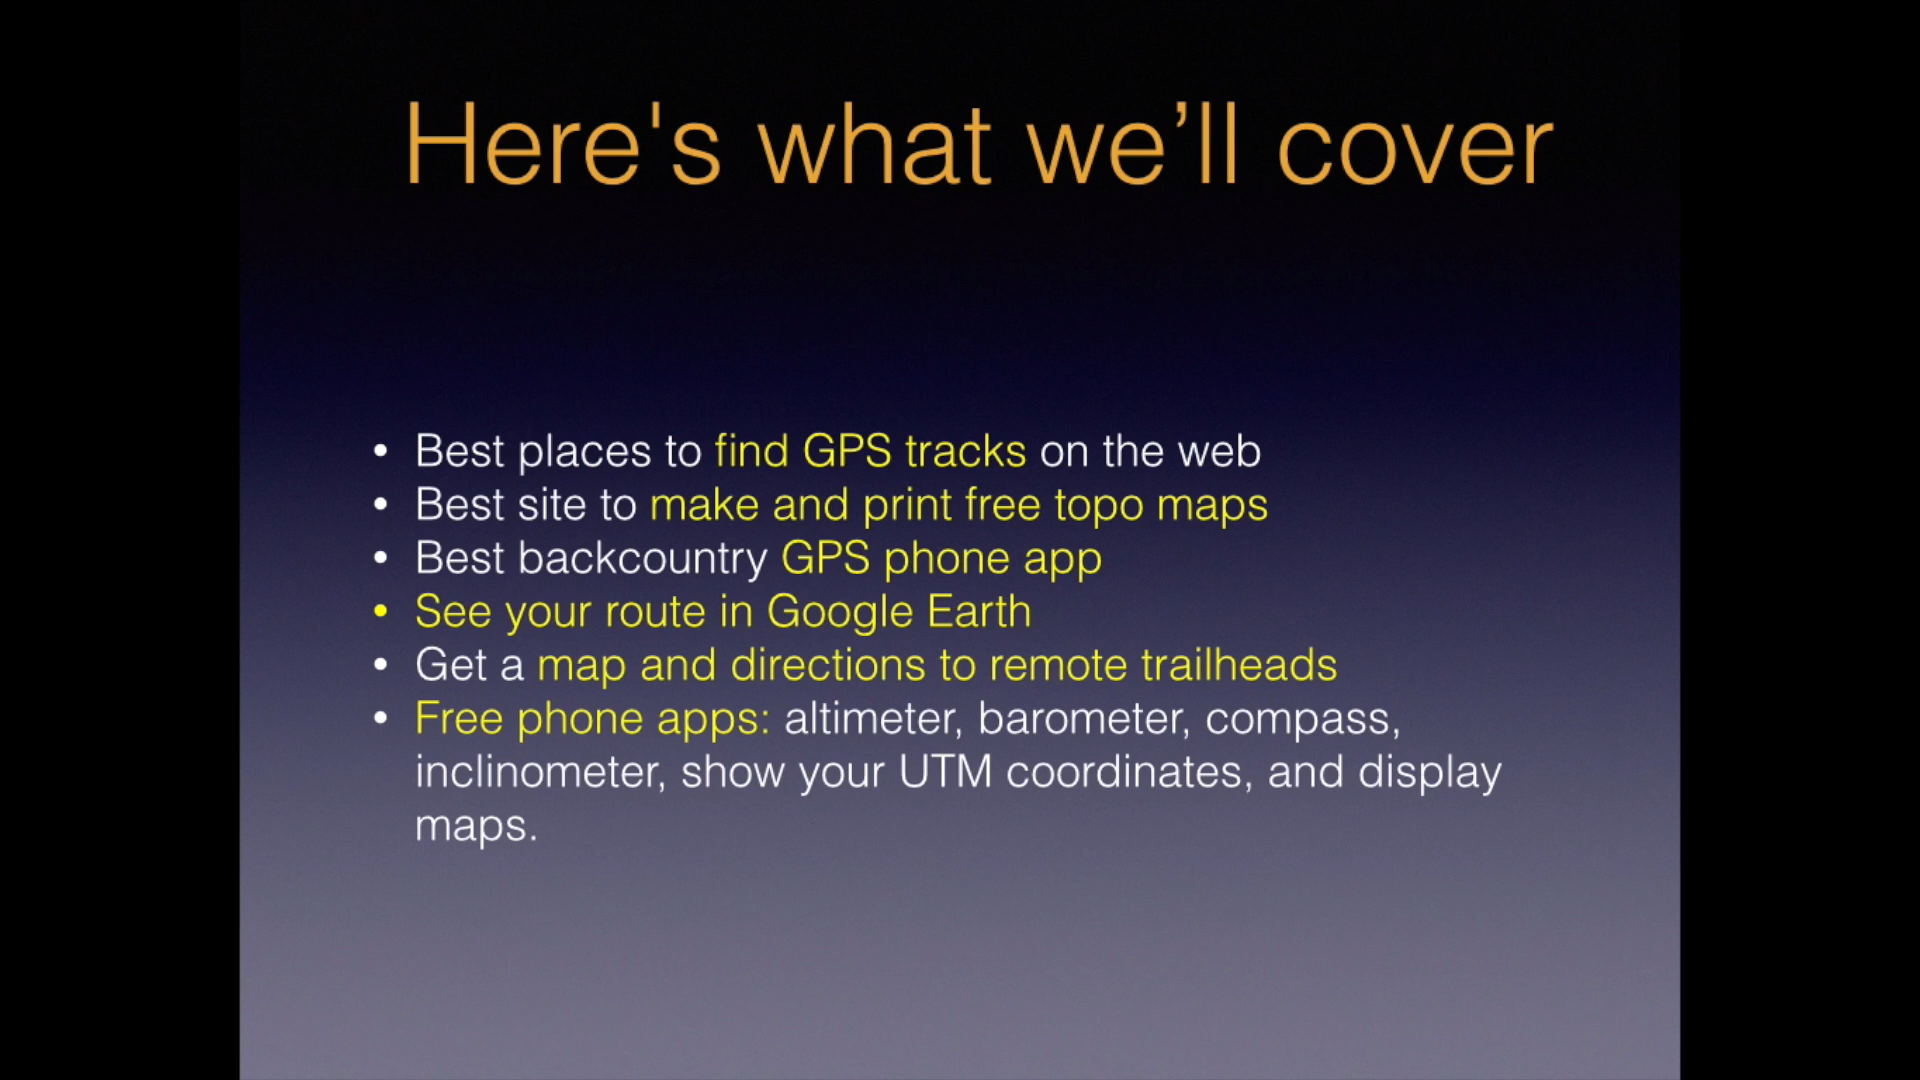 Here's what we’ll cover
• Best places to find GPS tracks on the web
• Best site to make and print free topo maps
• Best backcountry GPS phone app
• See your route in Google Earth
• Get a map and directions to remote trailheads
• Free phone apps: altimeter, barometer, compass,
inclinometer, show your UTM coordinates, and display
maps.